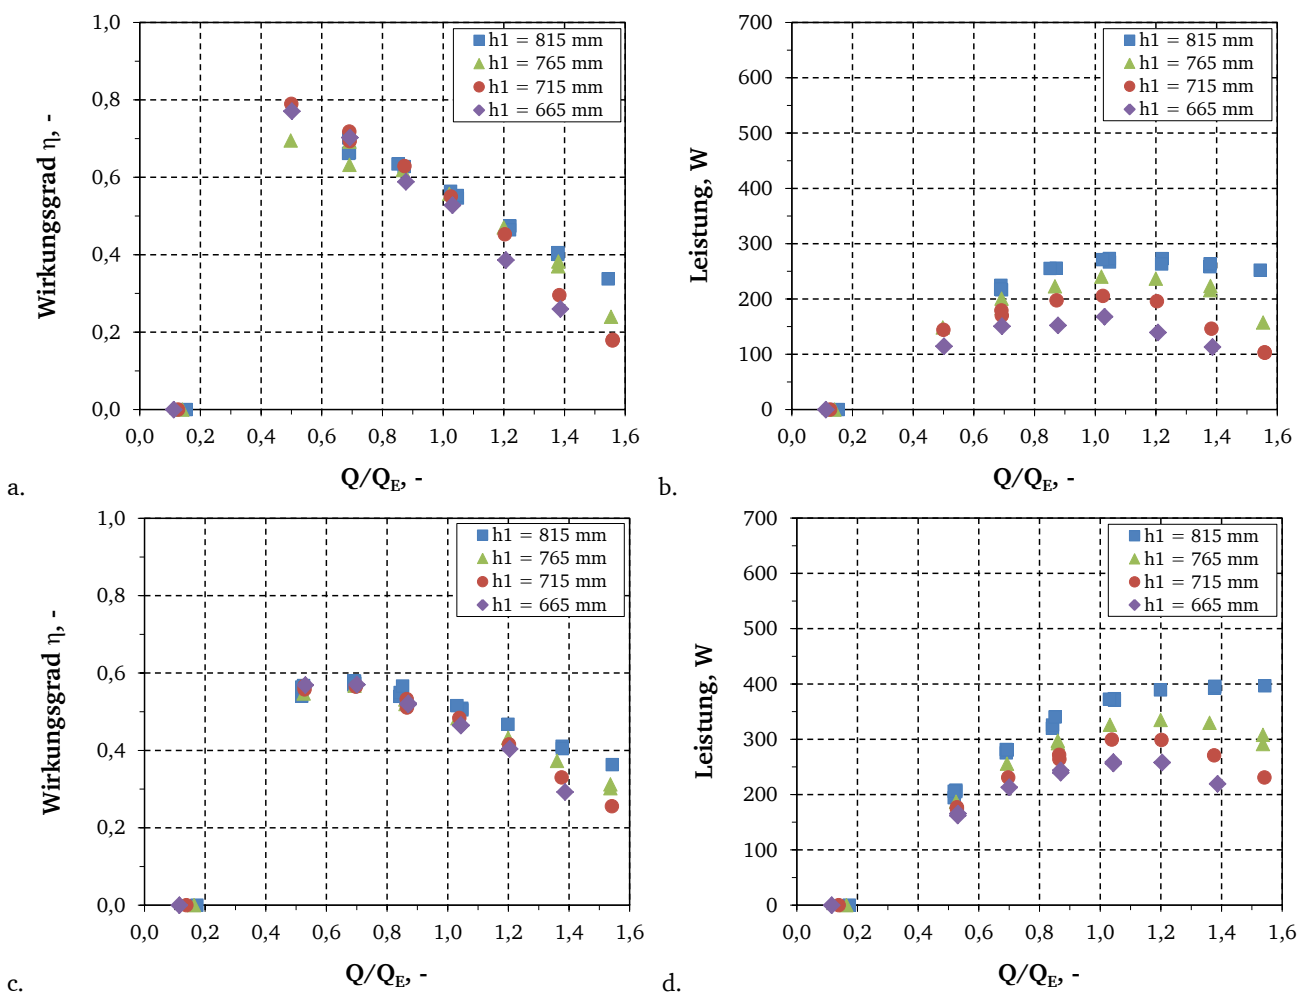 1,0
0,8
0,6
0,4
0,2
0,0
Wirkungsgrad η, -
h1 = 815 mm
h1 = 765 mm
h1 = 715 mm
h1 = 665 mm
0,0 0,2 0,4 0,6 0,8 1,0 1,2 1,4 1,6
Q/QE, -
a.
700
600
500
400
300
200
100
0
Leistung, W
h1 = 815 mm
h1 = 765 mm
h1 = 715 mm
h1 = 665 mm
0,0 0,2 0,4 0,6 0,8 1,0 1,2 1,4 1,6
Q/QE, -
b.
1,0
0,8
0,6
0,4
0,2
0,0
Wirkungsgrad η, -
h1 = 815 mm
h1 = 765 mm
h1 = 715 mm
h1 = 665 mm
0,0 0,2 0,4 0,6 0,8 1,0 1,2 1,4 1,6
Q/QE, -
c.
700
600
500
400
300
200
100
0
Leistung, W
h1 = 815 mm
h1 = 765 mm
h1 = 715 mm
h1 = 665 mm
0,0 0,2 0,4 0,6 0,8 1,0 1,2 1,4 1,6
Q/QE, -
d.